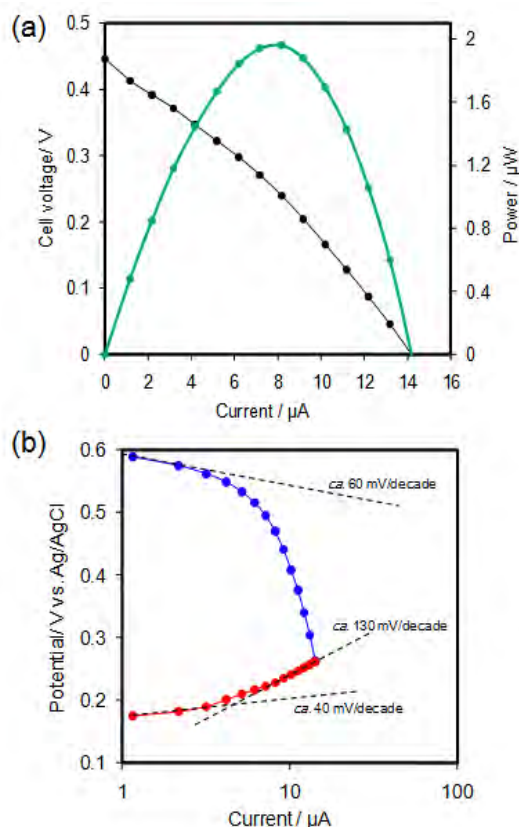 (a)
0.5
0.4
0.3
0.2
0.1
0
Cell voltage/ V
2
1.6
1.2
0.8
0.4
0
Power / µW
0 2 4 6 8 10 12 14 16
Current / µA
(b)
0.6
0.5
0.4
0.3
0.2
0.1
Potential/ V vs. Ag/AgCl
ca. 60 mV/decade
ca. 130 mV/decade
ca. 40 mV/decade
1 10 100
Current / µA